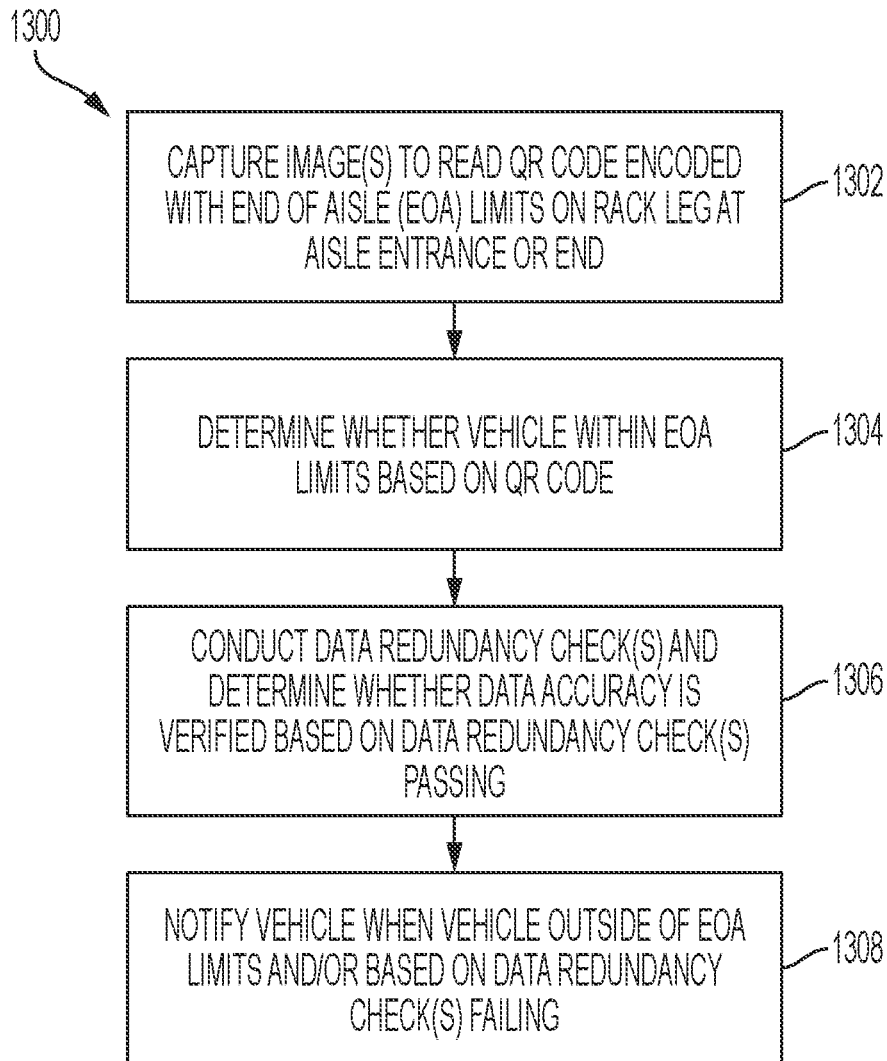 1300
CAPTURE IMAGE(S) TO READ QR CODE ENCODED
WITH END OF AISLE (EOA) LIMITS ON RACK LEG AT
AISLE ENTRANCE OR END
1302
DETERMINE WHETHER VEHICLE WITHIN EOA
LIMITS BASED ON QR CODE
1304
CONDUCT DATA REDUNDANCY CHECK(S) AND
DETERMINE WHETHER DATA ACCURACY IS
VERIFIED BASED ON DATA REDUNDANCY CHECK(S)
PASSING
1306
NOTIFY VEHICLE WHEN VEHICLE OUTSIDE OF EOA
LIMITS AND/OR BASED ON DATA REDUNDANCY
CHECK(S) FAILING
1308